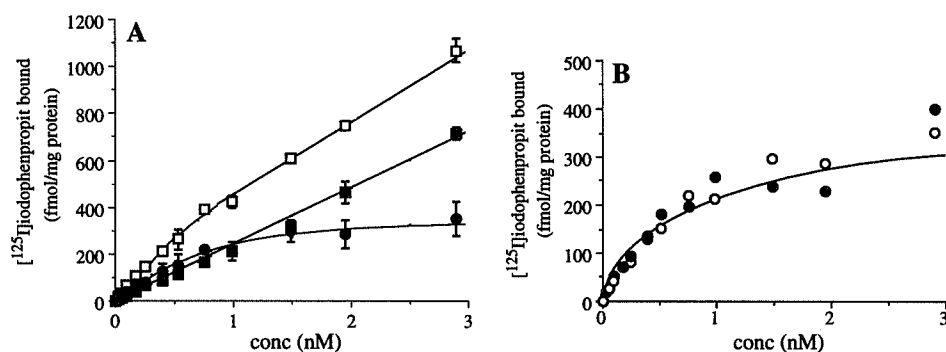 A
[125I]iodophenpropit bound
(fmol/mg protein)
1200
1000
800
600
400
200
0
0
1
2
3
conc (nM)
B
[125I]iodophenpropit bound
(fmol/mg protein)
500
400
300
200
100
0
0
1
2
3
conc (nM)